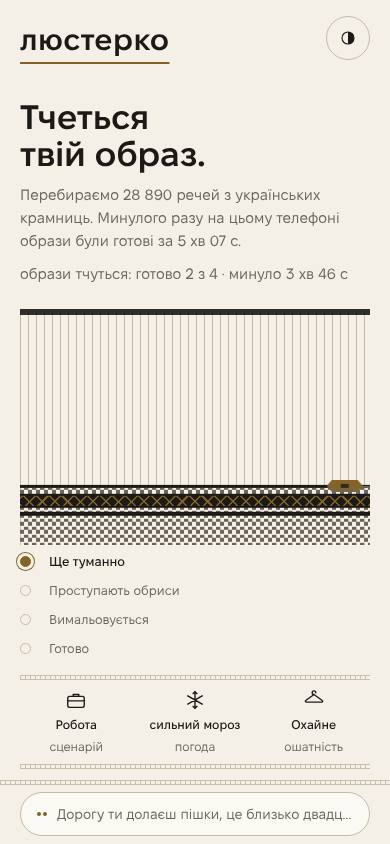 люстерко
Тчеться
твій образ.
Перебираємо 28 890 речей з українських
крамниць. Минулого разу на цьому телефоні
образи були готові за 5 хв 07 с.
образи тчуться: готово 2 з 4 · минуло 3 хв 46 с
Ще туманно
Проступають обриси
Вимальовується
Готово
Робота
сценарій
сильний мороз
погода
Охайне
ошатність
Дорогу ти долаєш пішки, це близько двадц...